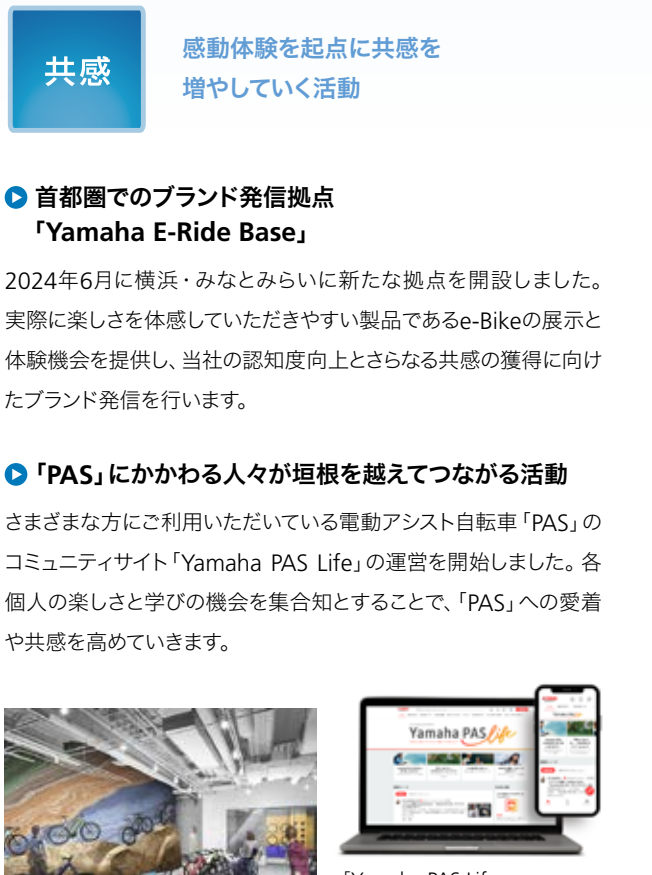 共感
感動体験を起点に共感を
増やしていく活動
首都圏でのブランド発信拠点
「Yamaha E-Ride Base」
2024年6月に横浜・みなとみらいに新たな拠点を開設しました。
実際に楽しさを体感していただきやすい製品であるe-Bikeの展示と
体験機会を提供し、当社の認知度向上とさらなる共感の獲得に向け
たブランド発信を行います。
「PAS」にかかわる人々が垣根を越えてつながる活動
さまざまな方にご利用いただいている電動アシスト自転車「PAS」の
コミュニティサイト「Yamaha PAS Life」の運営を開始しました。各
個人の楽しさと学びの機会を集合知とすることで、「PAS」への愛着
や共感を高めていきます。
Yamaha PAS life
Yamaha PAS life